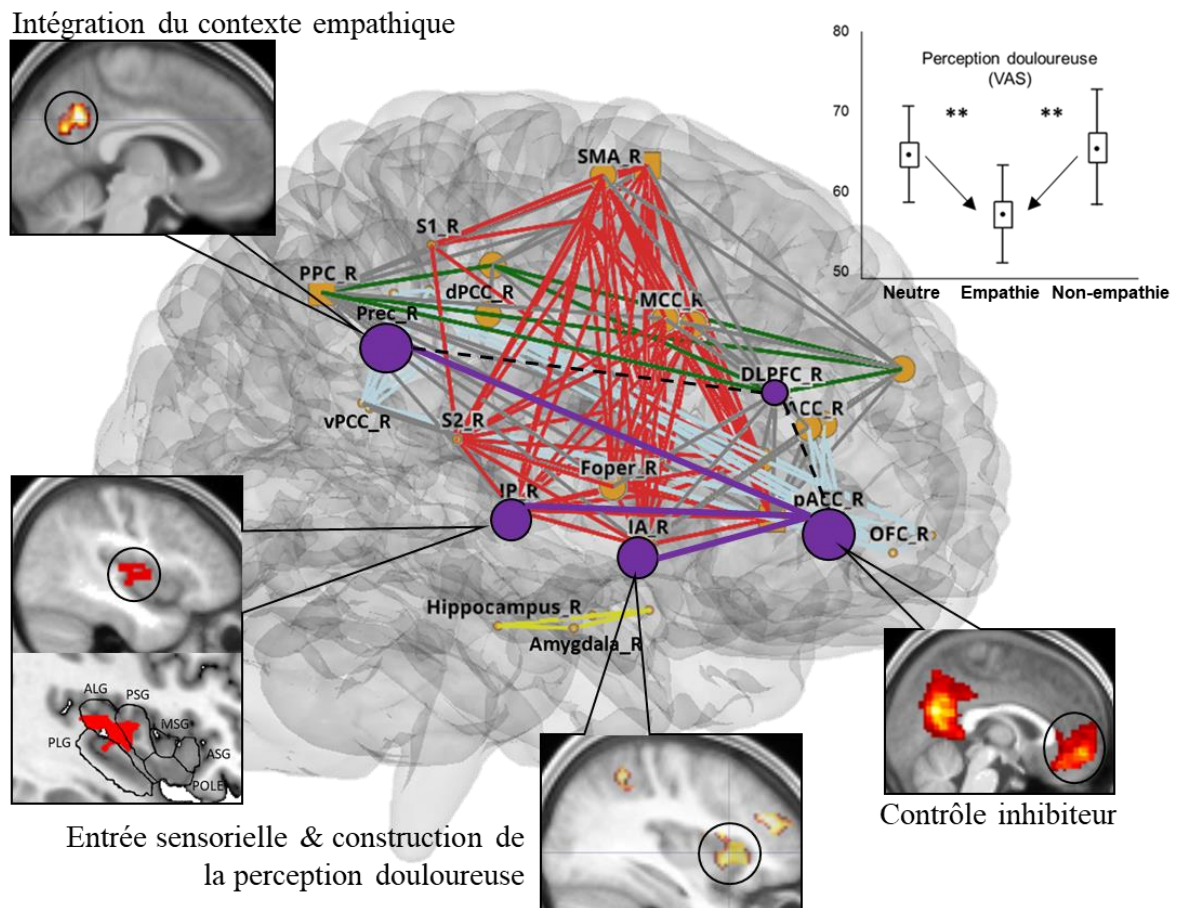 Intégration du contexte empathique
80
Perception douloureuse
(VAS)
70
**
**
60
50
Neutre Empathie Non-empathie
SMA_R
S1_R
PPC_R
dPCC_R
MCC_R
Prec_R
DLPFC_R
vPCC_R
S2_R
ACC_R
Foper_R
IP_R
pACC_R
IA_R
OFC_R
Hippocampus_R
Amygdala_R
ALG
PSG
MSG
PLG
ASG
POLE
Contrôle inhibiteur
Entrée sensorielle & construction de
la perception douloureuse